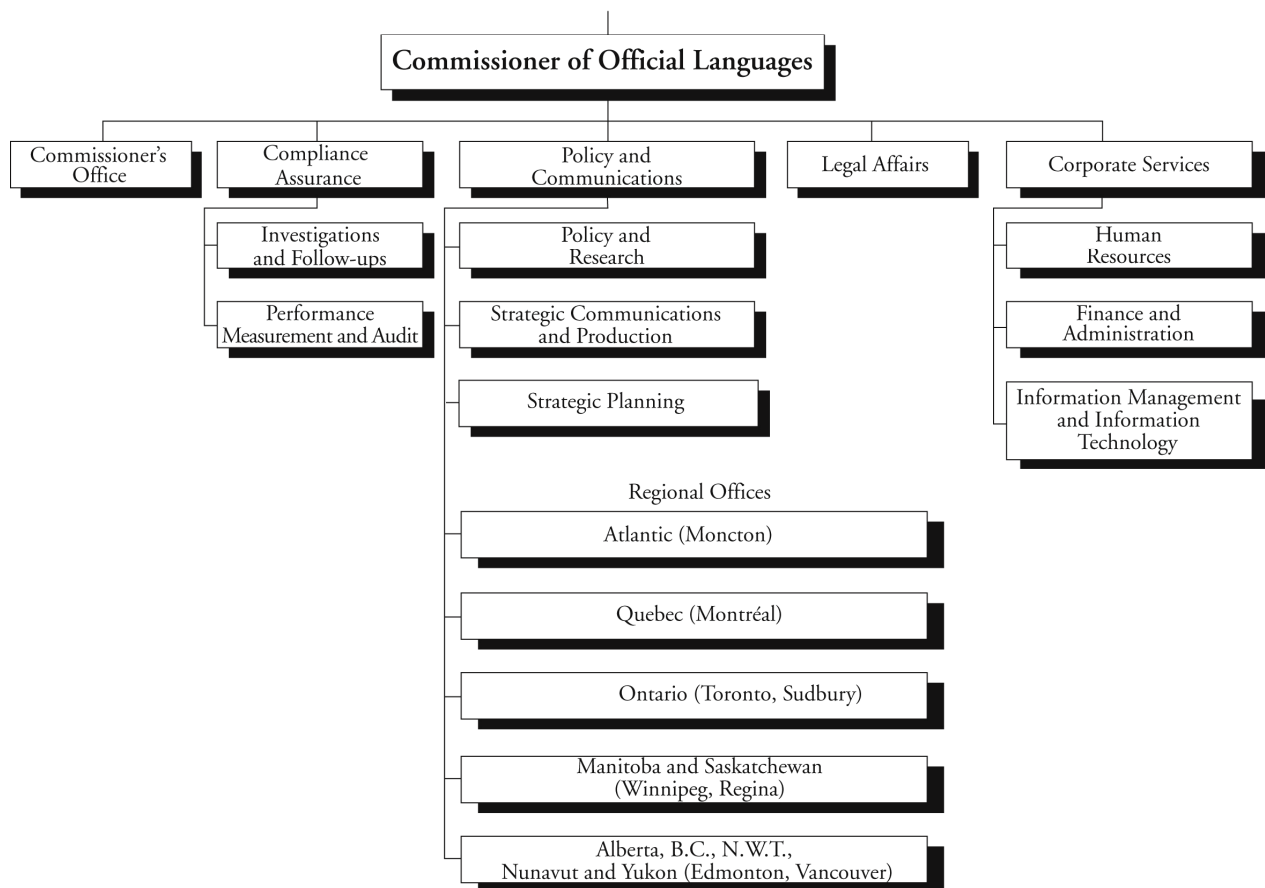 Commissioner of Official Languages
Commissioner's
Office
Compliance
Assurance
Policy and
Communications
Legal Affairs
Corporate Services
Investigations
and Follow-ups
Performance
Measurement and Audit
Policy and
Research
Strategic Communications
and Production
Strategic Planning
Regional Offices
Atlantic (Moncton)
Quebec (Montréal)
Ontario (Toronto, Sudbury)
Manitoba and Saskatchewan
(Winnipeg, Regina)
Alberta, B.C., N.W.T.,
Nunavut and Yukon (Edmonton, Vancouver)
Human
Resources
Finance and
Administration
Information Management
and Information
Technology